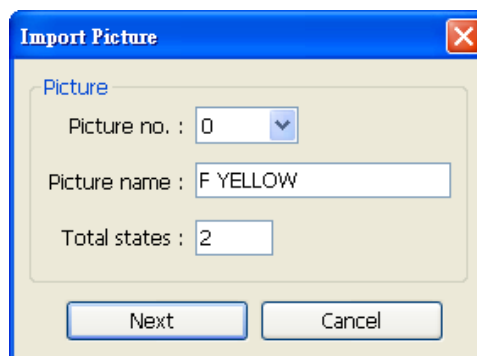 Import Picture
Picture
Picture no. : 0
Picture name : F YELLOW
Total states : 2
Next Cancel